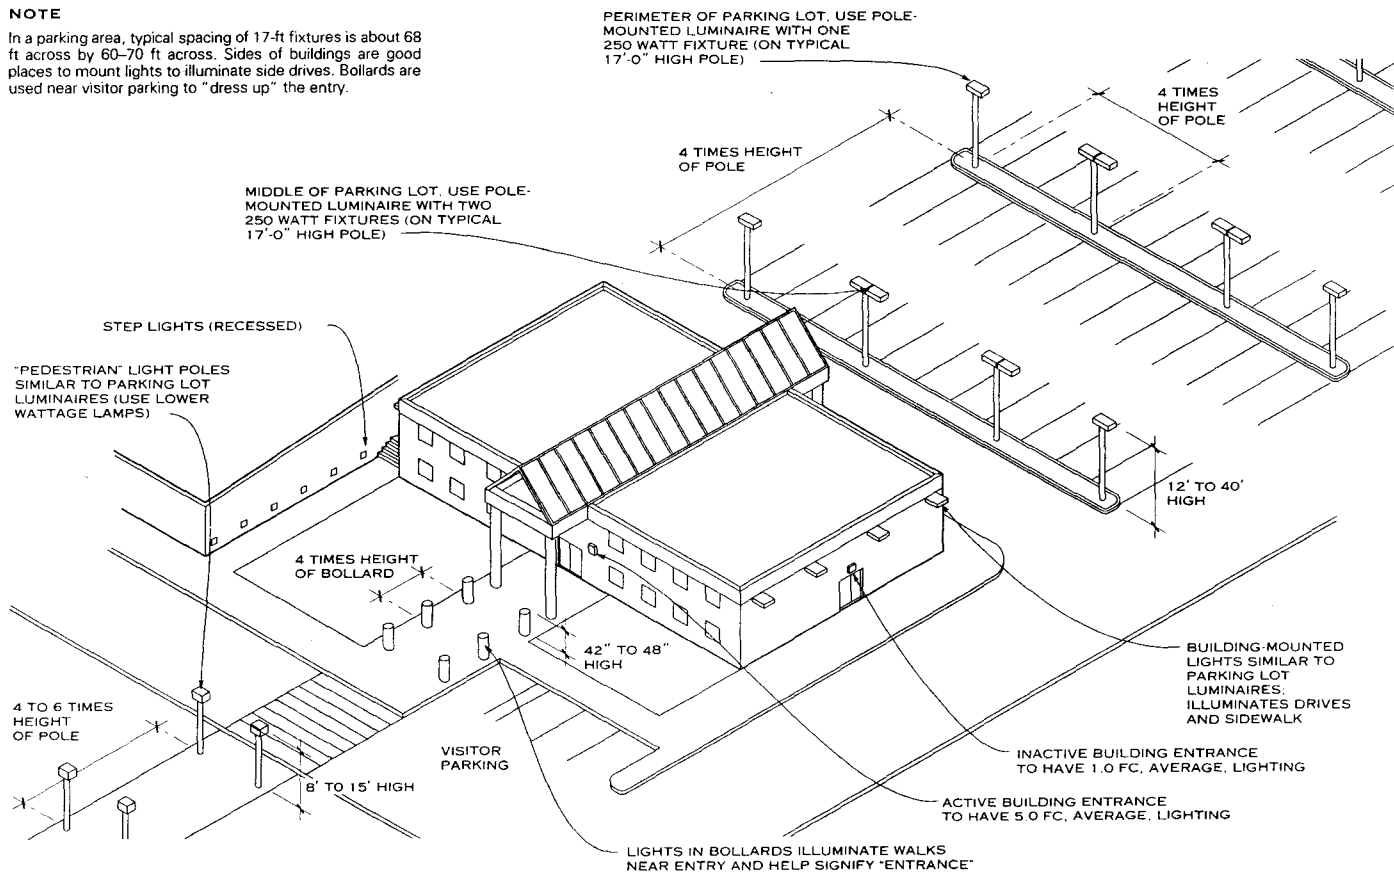 NOTE
In a parking area, typical spacing of 17-ft fixtures is about 68
ft across by 60–70 ft across. Sides of buildings are good
places to mount lights to illuminate side drives. Bollards are
used near visitor parking to "dress up" the entry.
PERIMETER OF PARKING LOT, USE POLE-
MOUNTED LUMINAIRE WITH ONE
250 WATT FIXTURE (ON TYPICAL
17'-0" HIGH POLE)
4 TIMES
HEIGHT
OF POLE
4 TIMES HEIGHT
OF POLE
MIDDLE OF PARKING LOT, USE POLE-
MOUNTED LUMINAIRE WITH TWO
250 WATT FIXTURES (ON TYPICAL
17'-0" HIGH POLE)
STEP LIGHTS (RECESSED)
"PEDESTRIAN" LIGHT POLES
SIMILAR TO PARKING LOT
LUMINAIRES (USE LOWER
WATTAGE LAMPS)
12' TO 40'
HIGH
4 TIMES HEIGHT
OF BOLLARD
42" TO 48"
HIGH
BUILDING-MOUNTED
LIGHTS SIMILAR TO
PARKING LOT
LUMINAIRES;
ILLUMINATES DRIVES
AND SIDEWALK
4 TO 6 TIMES
HEIGHT
OF POLE
VISITOR
PARKING
8' TO 15' HIGH
INACTIVE BUILDING ENTRANCE
TO HAVE 1.0 FC, AVERAGE, LIGHTING
ACTIVE BUILDING ENTRANCE
TO HAVE 5.0 FC, AVERAGE, LIGHTING
LIGHTS IN BOLLARDS ILLUMINATE WALKS
NEAR ENTRY AND HELP SIGNIFY "ENTRANCE"